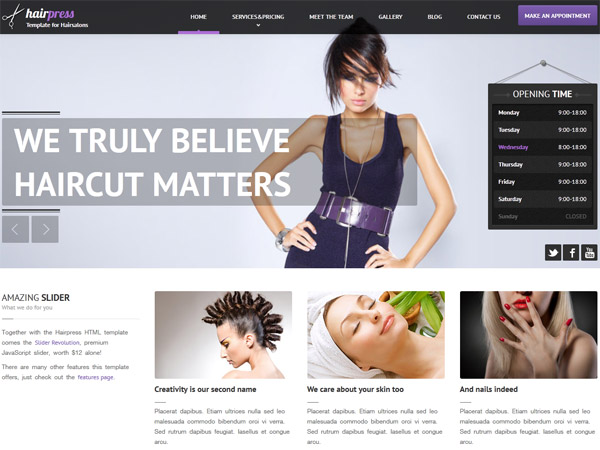 hairpress
Template for Hairsalons
HOME
SERVICES&PRICING
MEET THE TEAM
GALLERY
BLOG
CONTACT US
MAKE AN APPOINTMENT
WE TRULY BELIEVE
HAIRCUT MATTERS
OPENING TIME
Monday 9:00-18:00
Tuesday 9:00-18:00
Wednesday 8:00-18:00
Thursday 9:00-18:00
Friday 9:00-18:00
Saturday 9:00-18:00
Sunday CLOSED
You
Tube
AMAZING SLIDER
What we do for you
Together with the Hairpress HTML template
comes the Slider Revolution, premium
JavaScript slider, worth $12 alone!
There are many other features this template
offers, just check out the features page.
Creativity is our second name
Placerat dapibus. Etiam ultrices nulla sed leo
malesuada commodo bibendum orci vi verra.
Sed rutrum dapibus feugiat. Iasellus et congue
arcu.
We care about your skin too
Placerat dapibus. Etiam ultrices nulla sed leo
malesuada commodo bibendum orci vi verra.
Sed rutrum dapibus feugiat. Iasellus et congue
arcu.
And nails indeed
Placerat dapibus. Etiam ultrices nulla sed leo
malesuada commodo bibendum orci vi verra.
Sed rutrum dapibus feugiat. Iasellus et congue
arcu.